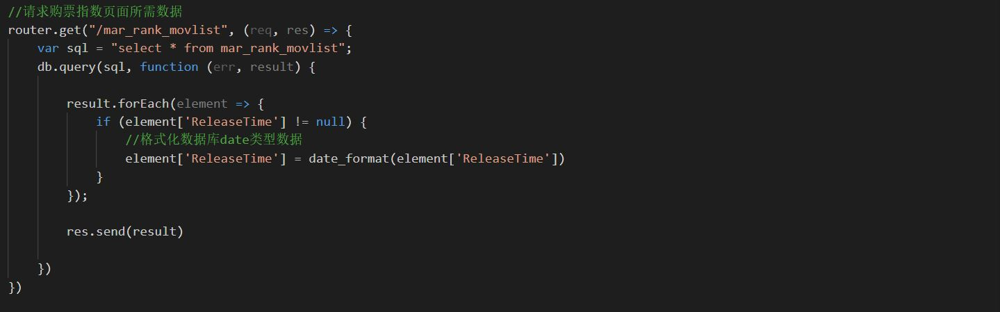 //请求购票指数页面所需数据
router.get("/mar_rank_movlist", (req, res) => {
    var sql = "select * from mar_rank_movlist";
    db.query(sql, function (err, result) {

        result.forEach(element => {
            if (element['ReleaseTime'] != null) {
                //格式化数据库date类型数据
                element['ReleaseTime'] = date_format(element['ReleaseTime'])
            }
        });

        res.send(result)

    })
})